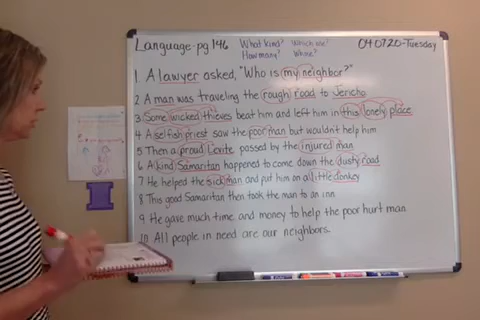 Language-pg 146 What kind? Which one? 040720-Tuesday
How many? Whose?
1. A lawyer asked, "Who is my neighbor?"
2 A man was traveling the rough road to Jericho
3 Some wicked thieves beat him and left him in this lonely place
4 A selfish priest saw the poor man but wouldn't help him
5 Then a proud Levite passed by the injured man
6 A kind Samaritan happened to come down the dusty road
7 He helped the sick man and put him on a little donkey
8 This good Samaritan then took the man to an inn
9 He gave much time and money to help the poor hurt man
10 All people in need are our neighbors.